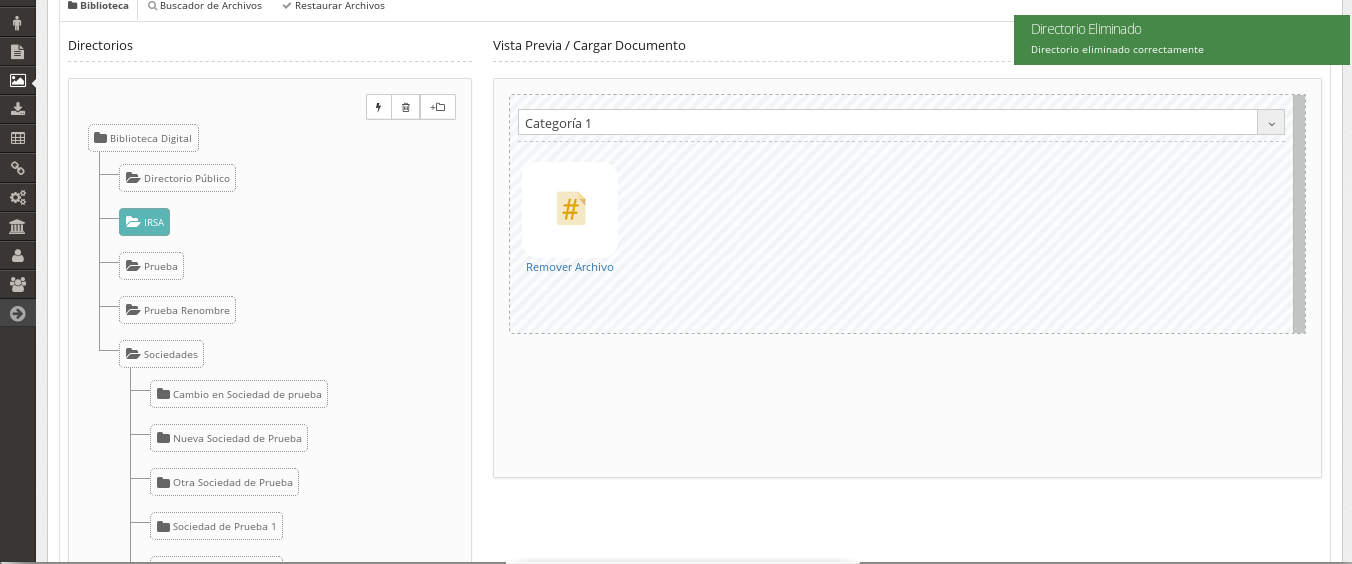 Biblioteca
Buscador de Archivos
Restaurar Archivos
Directorio Eliminado
Directorio eliminado correctamente
Directorios
Vista Previa / Cargar Documento
+
Categoría 1
Biblioteca Digital
Directorio Público
IRSA
Prueba
Prueba Renombre
Sociedades
Cambio en Sociedad de prueba
Nueva Sociedad de Prueba
Otra Sociedad de Prueba
Sociedad de Prueba 1
#
Remover Archivo